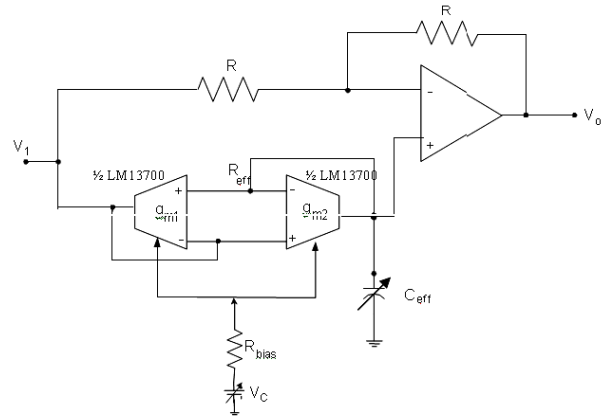 R
R
-
+
Vo
V1
½ LM13700
Reff
½ LM13700
+
-
gm1
-
+
gm2
Ceff
Rbias
VC